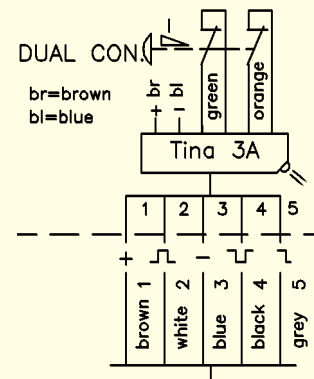 I
DUAL CON.
br=brown
bl=blue
+ br
− bl
green
orange
Tina 3A
1 2 3 4 5
+ −
brown 1
white 2
blue 3
black 4
grey 5